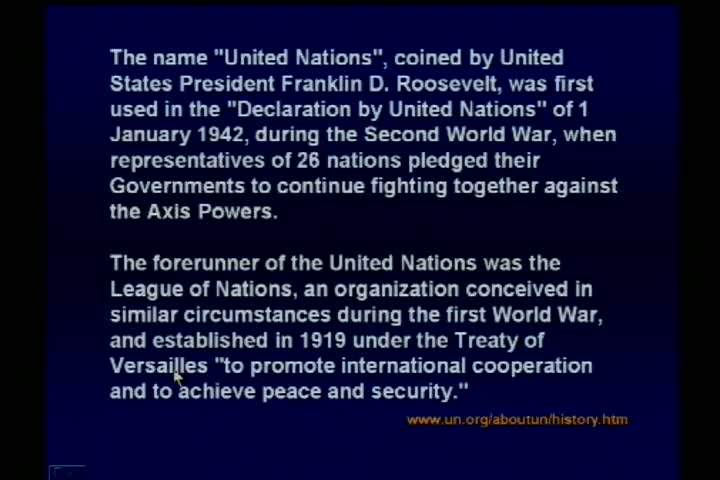 The name "United Nations", coined by United
States President Franklin D. Roosevelt, was first
used in the "Declaration by United Nations" of 1
January 1942, during the Second World War, when
representatives of 26 nations pledged their
Governments to continue fighting together against
the Axis Powers.
The forerunner of the United Nations was the
League of Nations, an organization conceived in
similar circumstances during the first World War,
and established in 1919 under the Treaty of
Versailles "to promote international cooperation
and to achieve peace and security."
www.un.org/aboutun/history.htm